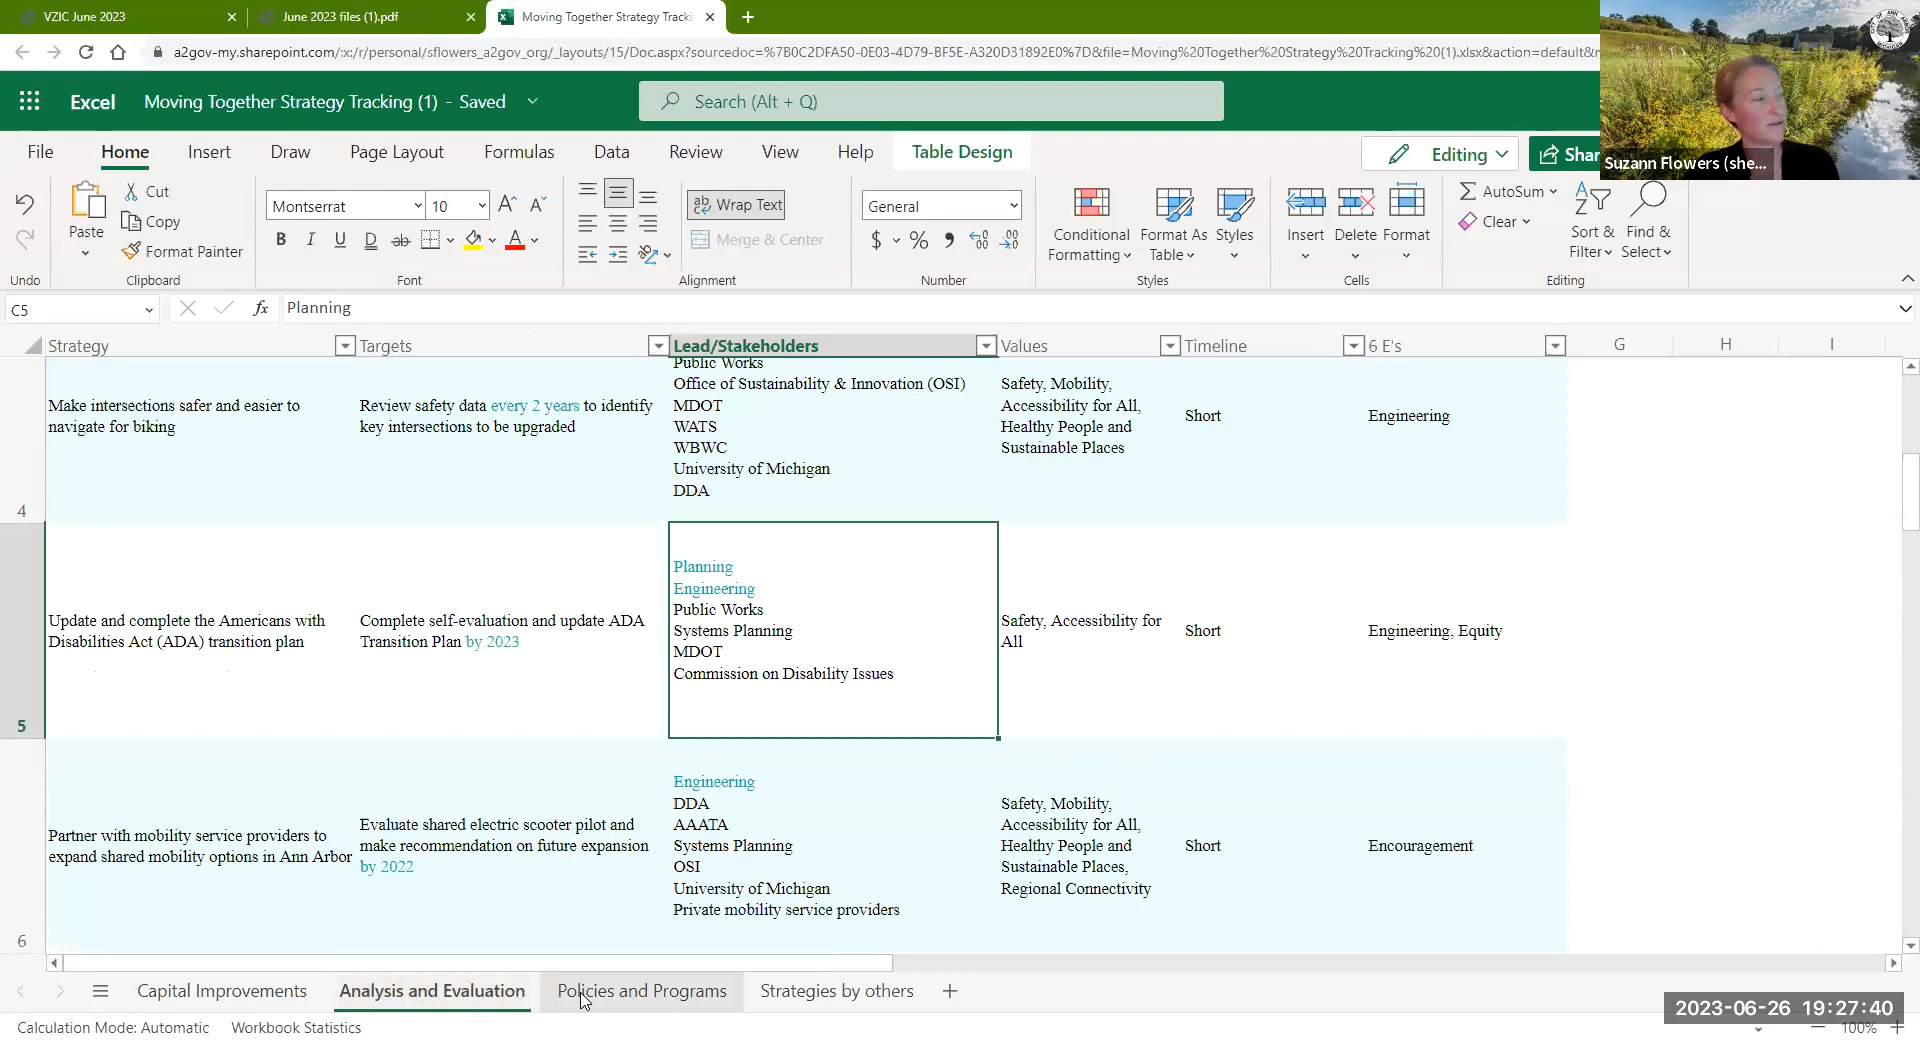 VZIC June 2023
June 2023 files (1).pdf
Moving Together Strategy Tracki
a2gov-my.sharepoint.com/:x:/r/personal/sflowers_a2gov_org/_layouts/15/Doc.aspx?sourcedoc=%7B0C2DFA50-0E03-4D79-BF5E-A320D31892E0%7D&file=Moving%20Together%20Strategy%20Tracking%20(1).xlsx&action=default&
Excel
Moving Together Strategy Tracking (1) - Saved
Search (Alt + Q)
Suzann Flowers (she...
File
Home
Insert
Draw
Page Layout
Formulas
Data
Review
View
Help
Table Design
Editing
Shar
Paste
Cut
Copy
Format Painter
Montserrat
10
Wrap Text
Merge & Center
General
Conditional
Formatting
Format As
Table
Styles
Insert
Delete
Format
AutoSum
Clear
Sort &
Filter
Find &
Select
Undo
Clipboard
Font
Alignment
Number
Styles
Cells
Editing
C5
fx
Planning
Strategy
Targets
Lead/Stakeholders
Values
Timeline
6 E's
G
H
I
4
Make intersections safer and easier to
navigate for biking
Review safety data every 2 years to identify
key intersections to be upgraded
Public Works
Office of Sustainability & Innovation (OSI)
MDOT
WATS
WBWC
University of Michigan
DDA
Safety, Mobility,
Accessibility for All,
Healthy People and
Sustainable Places
Short
Engineering
5
Update and complete the Americans with
Disabilities Act (ADA) transition plan
Complete self-evaluation and update ADA
Transition Plan by 2023
Planning
Engineering
Public Works
Systems Planning
MDOT
Commission on Disability Issues
Safety, Accessibility for
All
Short
Engineering, Equity
6
Partner with mobility service providers to
expand shared mobility options in Ann Arbor
Evaluate shared electric scooter pilot and
make recommendation on future expansion
by 2022
Engineering
DDA
AAATA
Systems Planning
OSI
University of Michigan
Private mobility service providers
Safety, Mobility,
Accessibility for All,
Healthy People and
Sustainable Places,
Regional Connectivity
Short
Encouragement
Capital Improvements
Analysis and Evaluation
Policies and Programs
Strategies by others
2023-06-26 19:27:40
Calculation Mode: Automatic
Workbook Statistics
100%